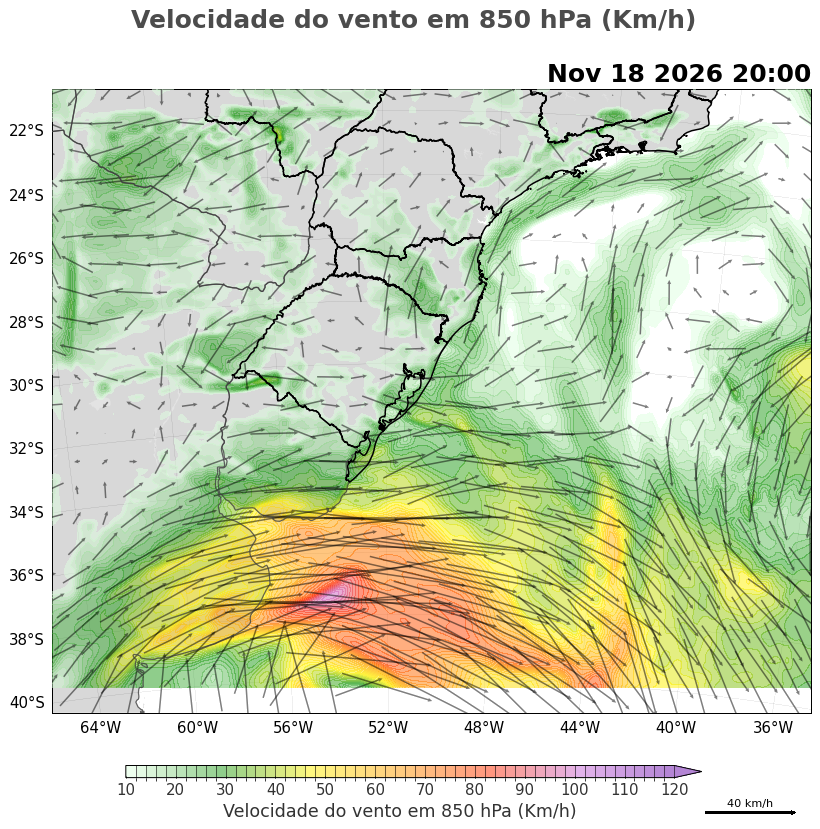 Velocidade do vento em 850 hPa (Km/h)
Nov 18 2026 20:00
22°S
24°S
26°S
28°S
30°S
32°S
34°S
36°S
38°S
40°S
64°W 60°W 56°W 52°W 48°W 44°W 40°W 36°W
10 20 30 40 50 60 70 80 90 100 110 120
Velocidade do vento em 850 hPa (Km/h)
40 km/h